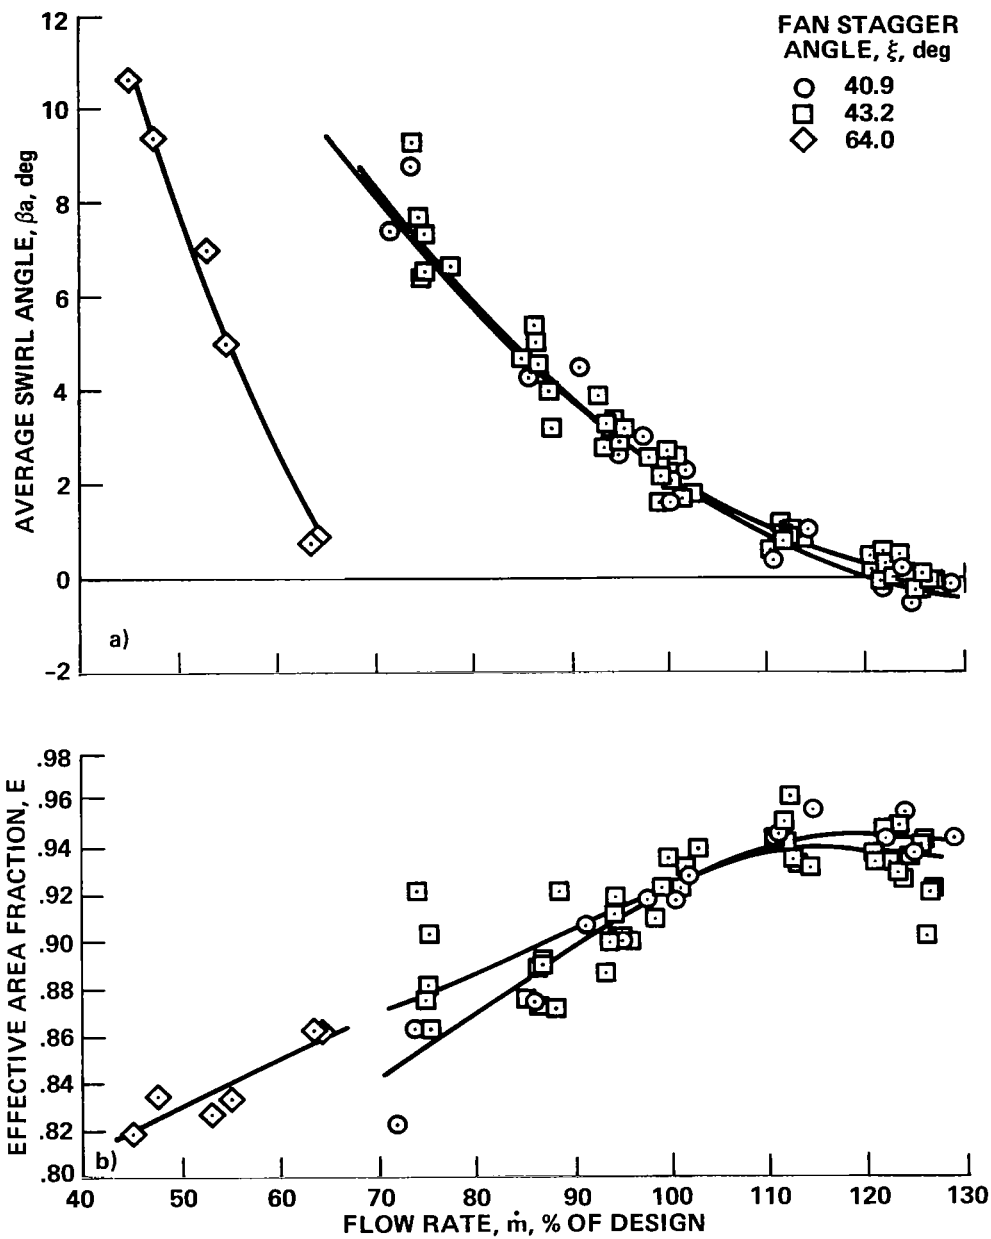 FAN STAGGER
ANGLE, ξ, deg
40.9
43.2
64.0
12
10
8
6
4
2
0
–2
AVERAGE SWIRL ANGLE, βa, deg
a)
.98
.96
.94
.92
.90
.88
.86
.84
.82
.80
EFFECTIVE AREA FRACTION, E
b)
40 50 60 70 80 90 100 110 120 130
FLOW RATE, ṁ, % OF DESIGN